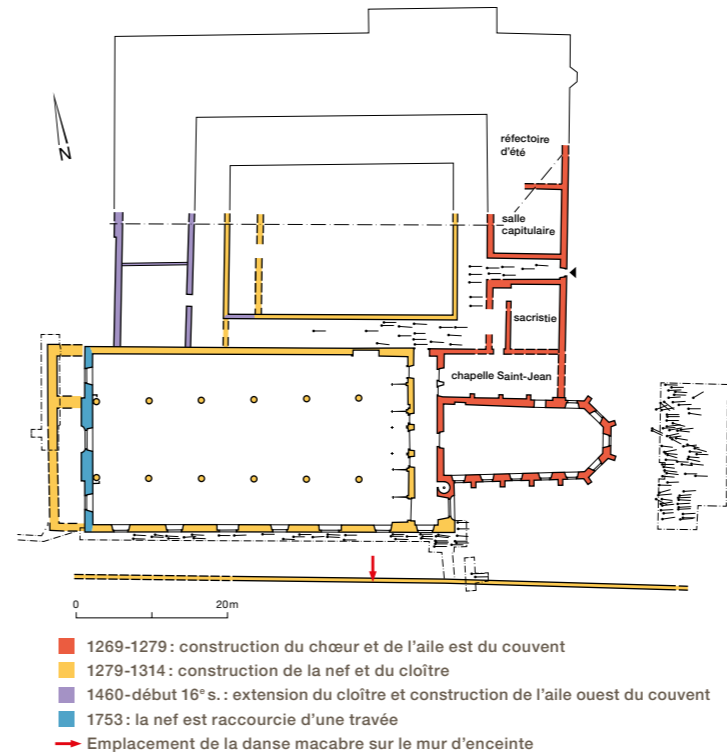 N
réfectoire
d'été
salle
capitulaire
sacristie
chapelle Saint-Jean
0
20m
1269-1279 : construction du chœur et de l'aile est du couvent
1279-1314 : construction de la nef et du cloître
1460-début 16e s. : extension du cloître et construction de l'aile ouest du couvent
1753 : la nef est raccourcie d'une travée
Emplacement de la danse macabre sur le mur d'enceinte